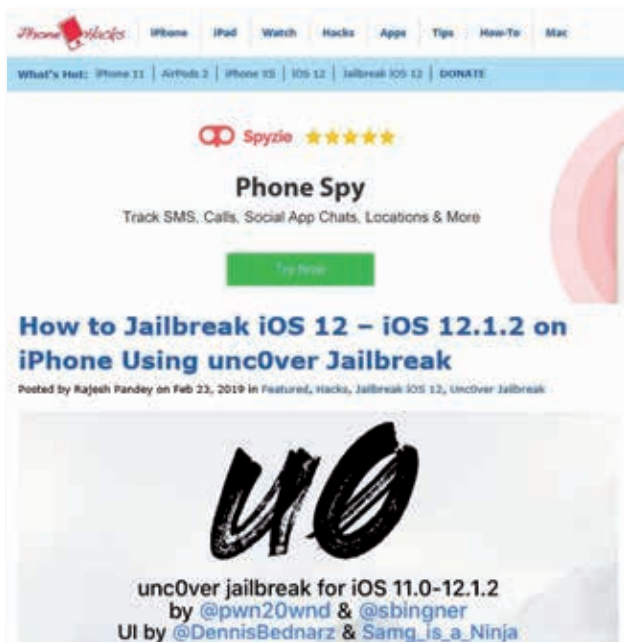 iPhone Hacks
iPhone iPad Watch Hacks Apps Tips How-To Mac
What's Hot: iPhone 11 | AirPods 2 | iPhone XS | iOS 12 | Jailbreak iOS 12 | DONATE
Spyzie
Phone Spy
Track SMS, Calls, Social App Chats, Locations & More
Try Now
How to Jailbreak iOS 12 – iOS 12.1.2 on
iPhone Using unc0ver Jailbreak
Posted by Rajesh Pandey on Feb 23, 2019 in Featured, Hacks, Jailbreak iOS 12, Unc0ver Jailbreak
u0
unc0ver jailbreak for iOS 11.0-12.1.2
by @pwn20wnd & @sbingner
UI by @DennisBednarz & Samg_is_a_Ninja